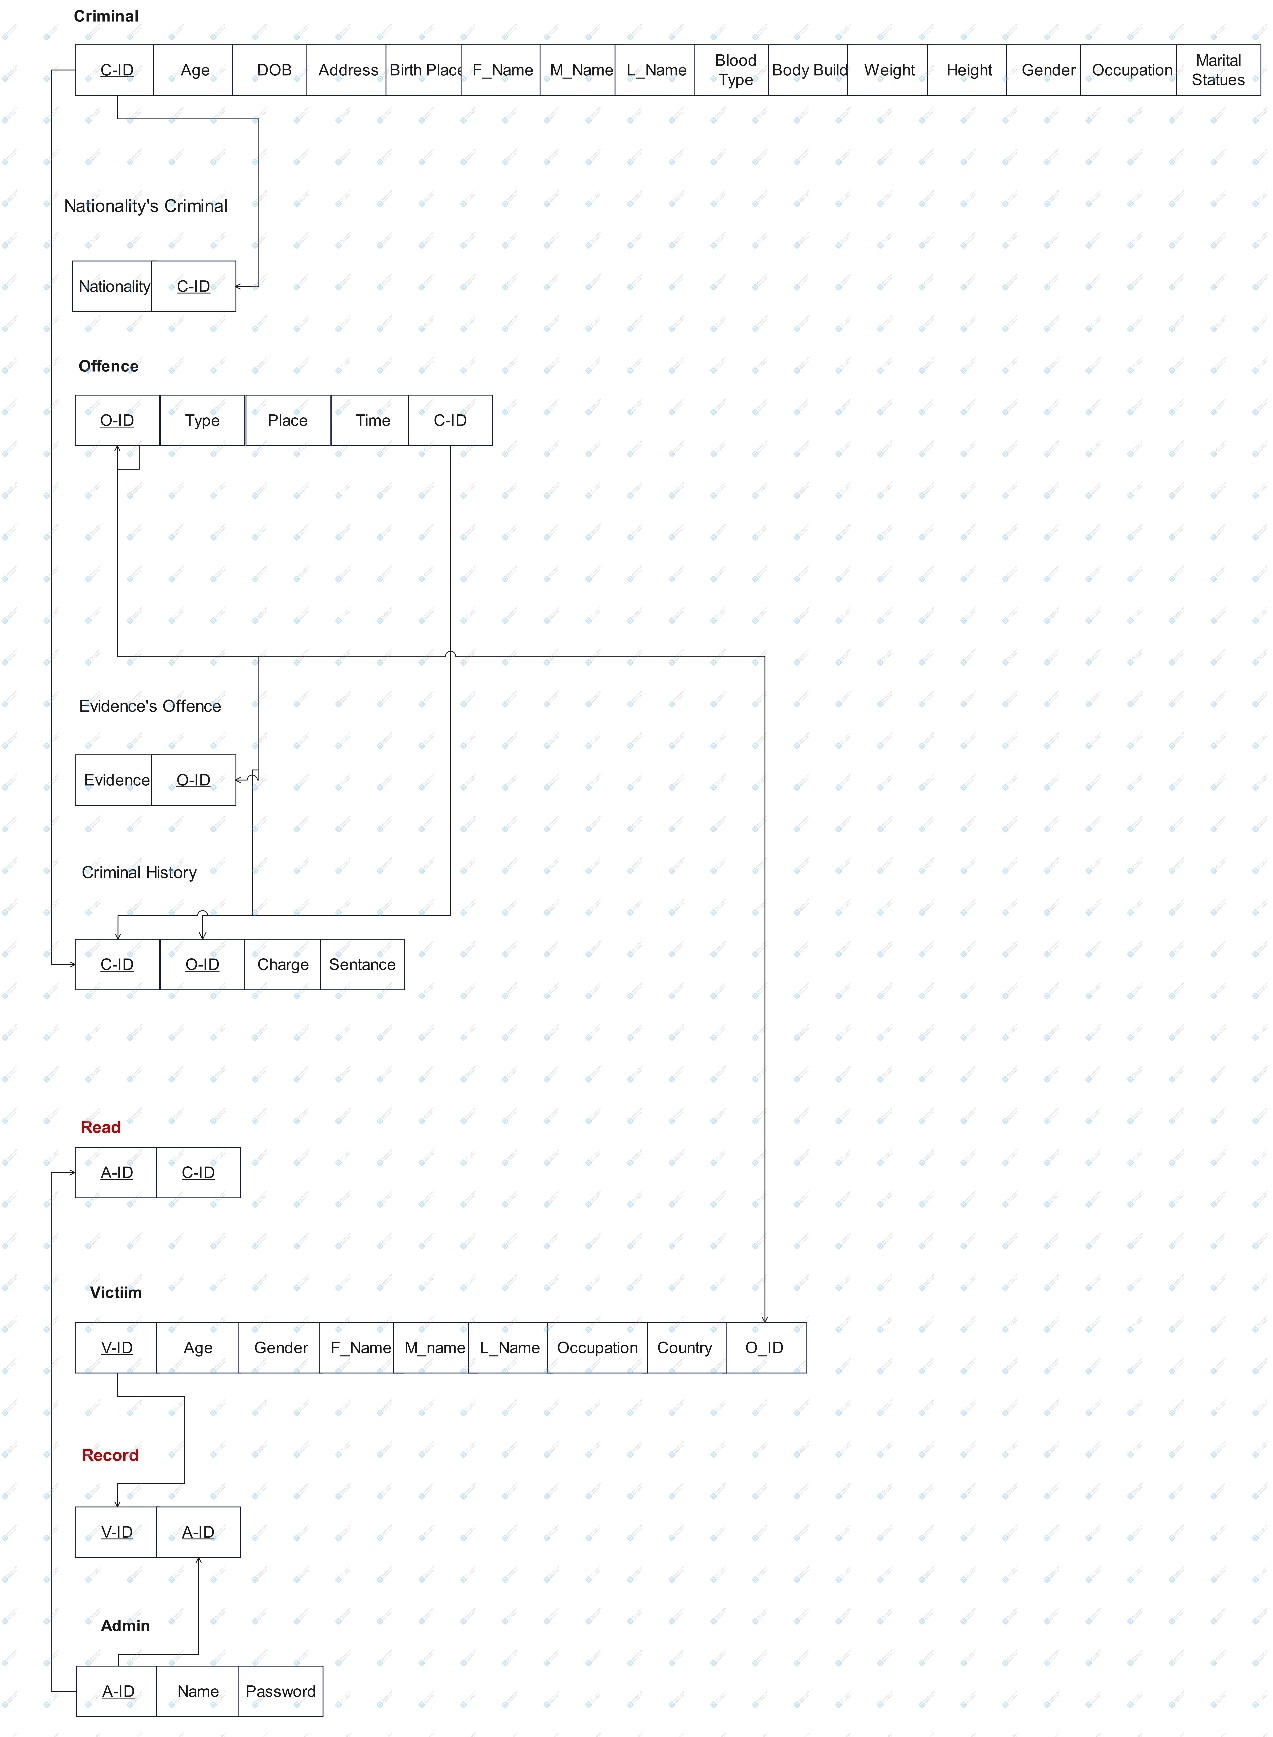 Criminal
C-ID Age DOB Address Birth Place F_Name M_Name L_Name Blood Type Body Build Weight Height Gender Occupation Marital Statues
Nationality's Criminal
Nationality C-ID
Offence
O-ID Type Place Time C-ID
Evidence's Offence
Evidence O-ID
Criminal History
C-ID O-ID Charge Sentance
Read
A-ID C-ID
Victiim
V-ID Age Gender F_Name M_name L_Name Occupation Country O_ID
Record
V-ID A-ID
Admin
A-ID Name Password